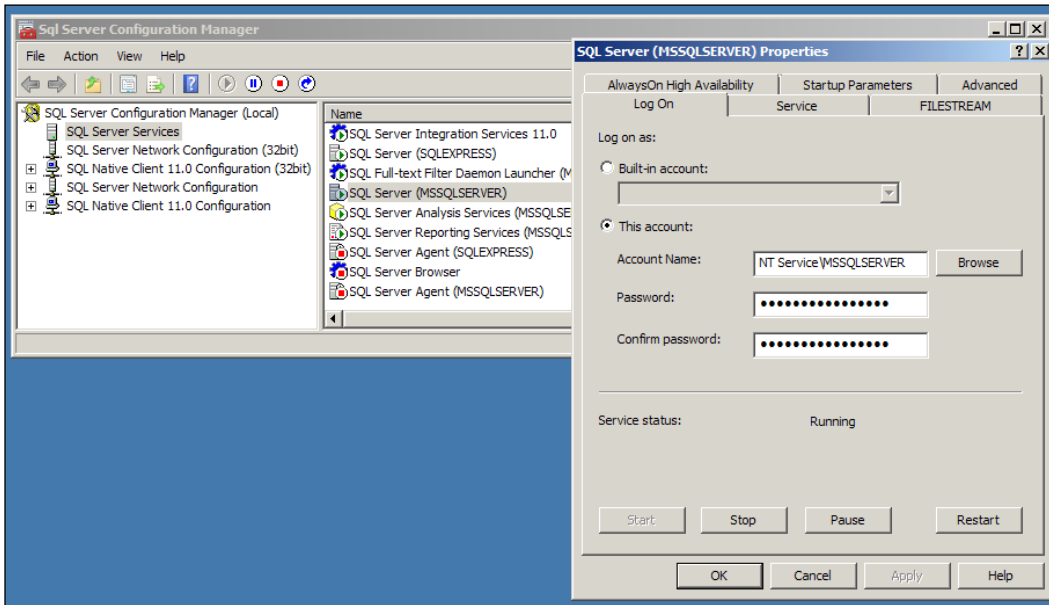 Sql Server Configuration Manager
File Action View Help
SQL Server Configuration Manager (Local)
SQL Server Services
SQL Server Network Configuration (32bit)
SQL Native Client 11.0 Configuration (32bit)
SQL Server Network Configuration
SQL Native Client 11.0 Configuration
Name
SQL Server Integration Services 11.0
SQL Server (SQLEXPRESS)
SQL Full-text Filter Daemon Launcher (M
SQL Server (MSSQLSERVER)
SQL Server Analysis Services (MSSQLSE
SQL Server Reporting Services (MSSQLS
SQL Server Agent (SQLEXPRESS)
SQL Server Browser
SQL Server Agent (MSSQLSERVER)
SQL Server (MSSQLSERVER) Properties
AlwaysOn High Availability Startup Parameters Advanced
Log On Service FILESTREAM
Log on as:
Built-in account:
This account:
Account Name: NT Service\MSSQLSERVER Browse
Password: ••••••••••••••••
Confirm password: ••••••••••••••••
Service status: Running
Start Stop Pause Restart
OK Cancel Apply Help